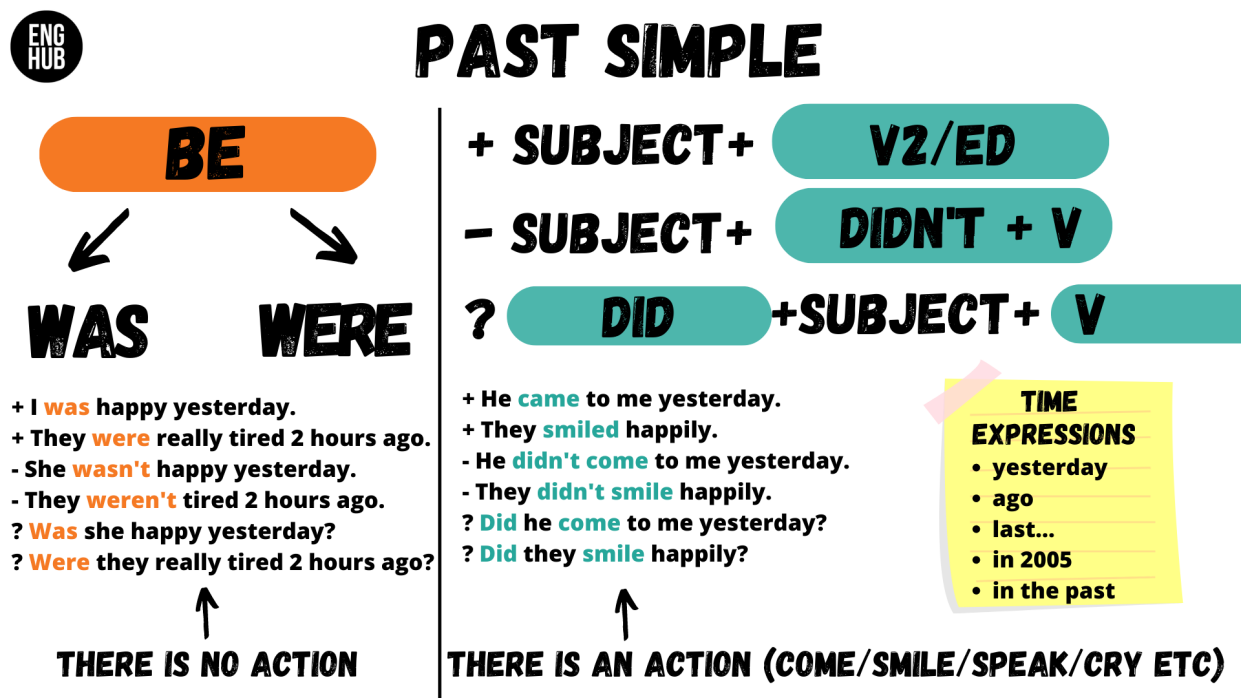 ENG
HUB
PAST SIMPLE
BE
WAS WERE
+ I was happy yesterday.
+ They were really tired 2 hours ago.
- She wasn't happy yesterday.
- They weren't tired 2 hours ago.
? Was she happy yesterday?
? Were they really tired 2 hours ago?
THERE IS NO ACTION
+ SUBJECT+ V2/ED
- SUBJECT+ DIDN'T + V
? DID +SUBJECT+ V
+ He came to me yesterday.
+ They smiled happily.
- He didn't come to me yesterday.
- They didn't smile happily.
? Did he come to me yesterday?
? Did they smile happily?
THERE IS AN ACTION (COME/SMILE/SPEAK/CRY ETC)
TIME
EXPRESSIONS
• yesterday
• ago
• last...
• in 2005
• in the past